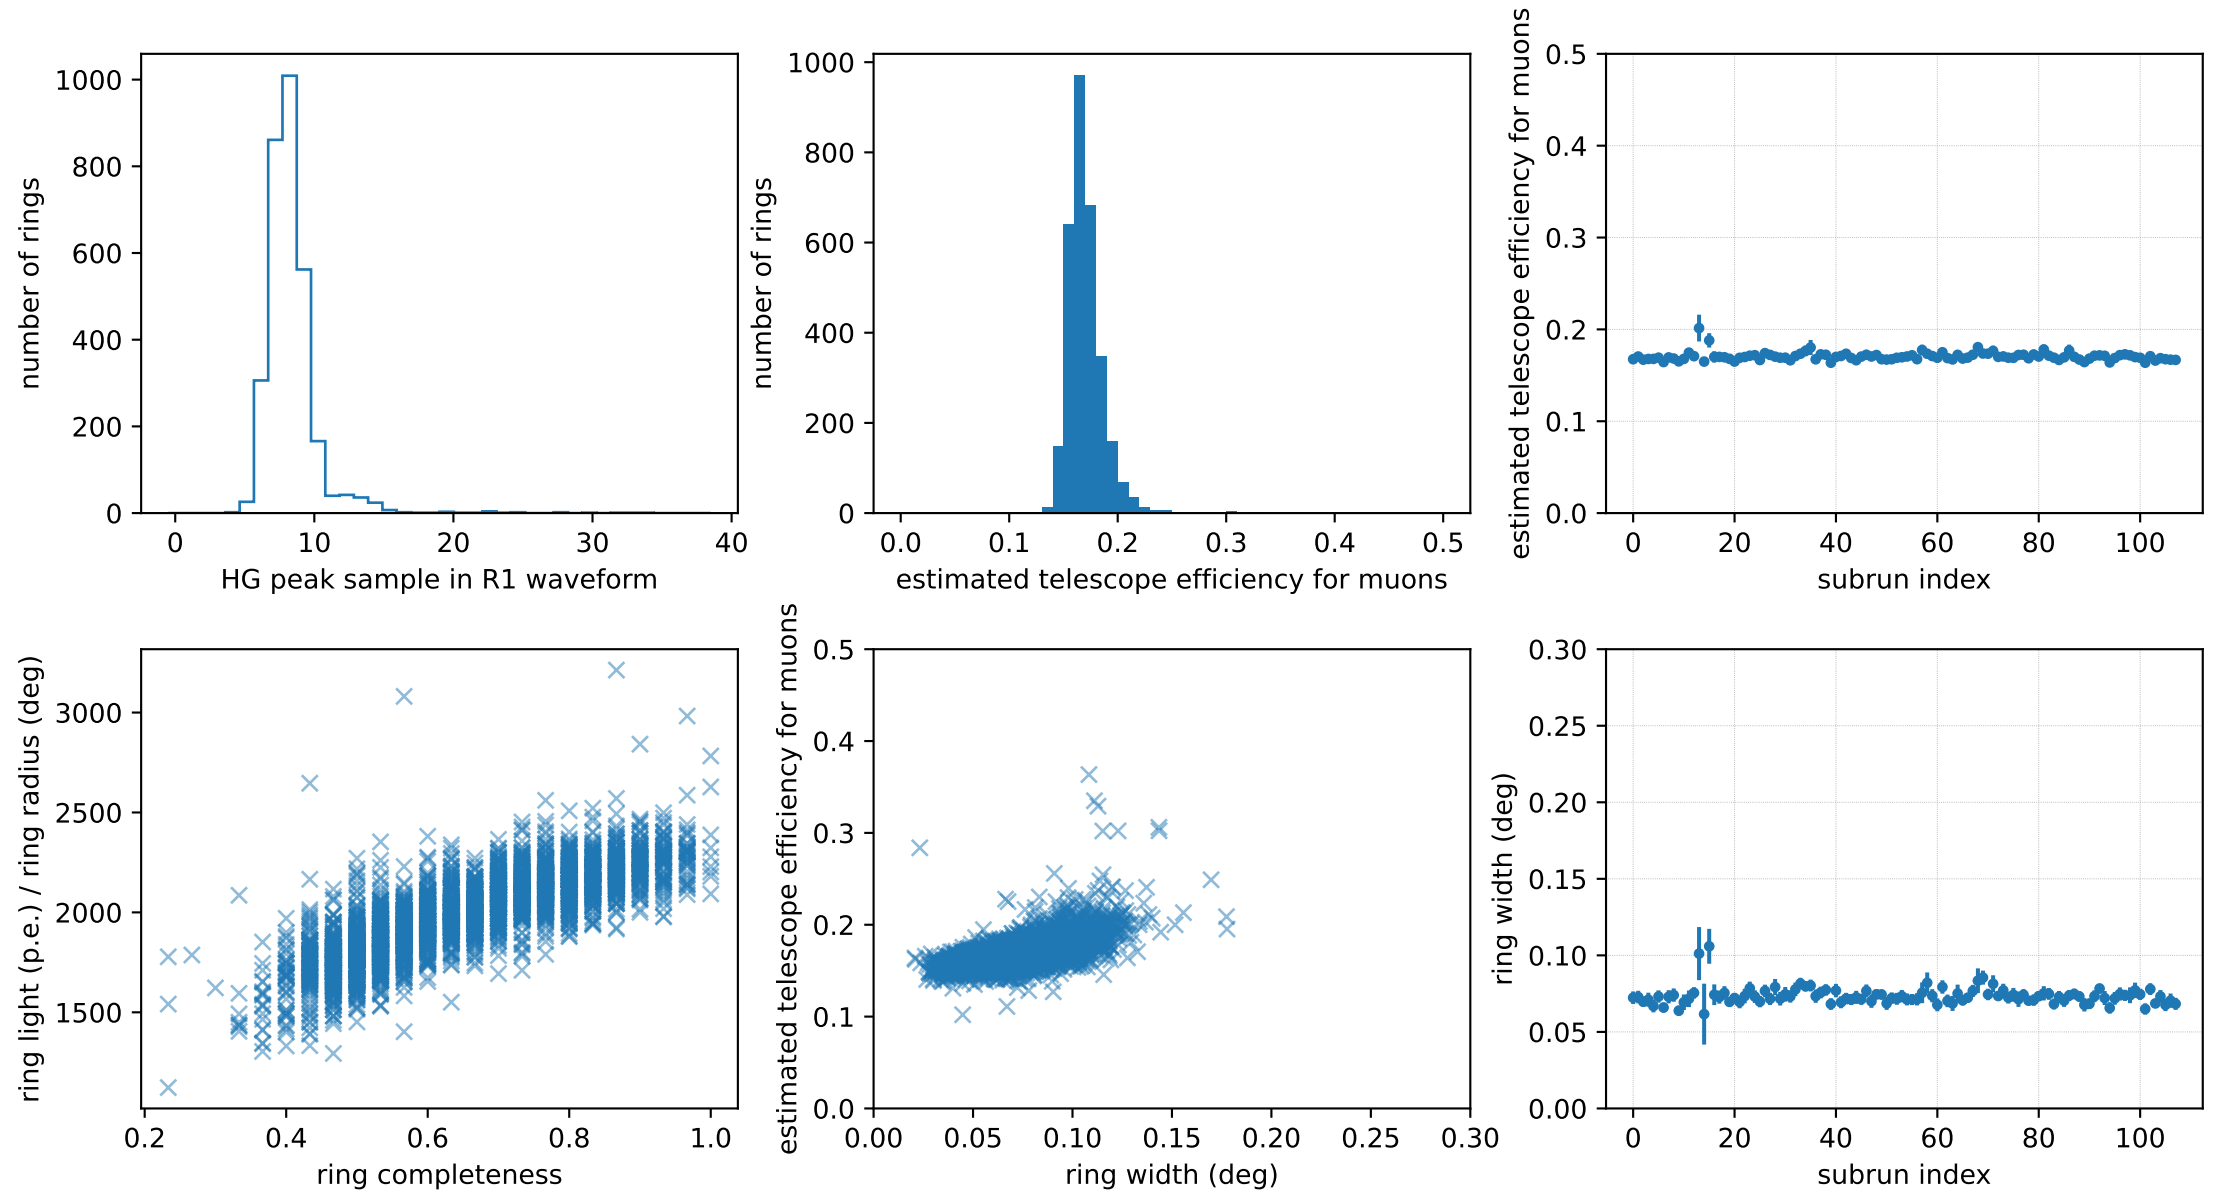 number of rings
1000
800
600
400
200
0
0 10 20 30 40
HG peak sample in R1 waveform
number of rings
1000
800
600
400
200
0
0.0 0.1 0.2 0.3 0.4 0.5
estimated telescope efficiency for muons
estimated telescope efficiency for muons
0.5
0.4
0.3
0.2
0.1
0.0
0 20 40 60 80 100
subrun index
ring light (p.e.) / ring radius (deg)
3000
2500
2000
1500
0.2 0.4 0.6 0.8 1.0
ring completeness
estimated telescope efficiency for muons
0.5
0.4
0.3
0.2
0.1
0.0
0.00 0.05 0.10 0.15 0.20 0.25 0.30
ring width (deg)
ring width (deg)
0.30
0.25
0.20
0.15
0.10
0.05
0.00
0 20 40 60 80 100
subrun index